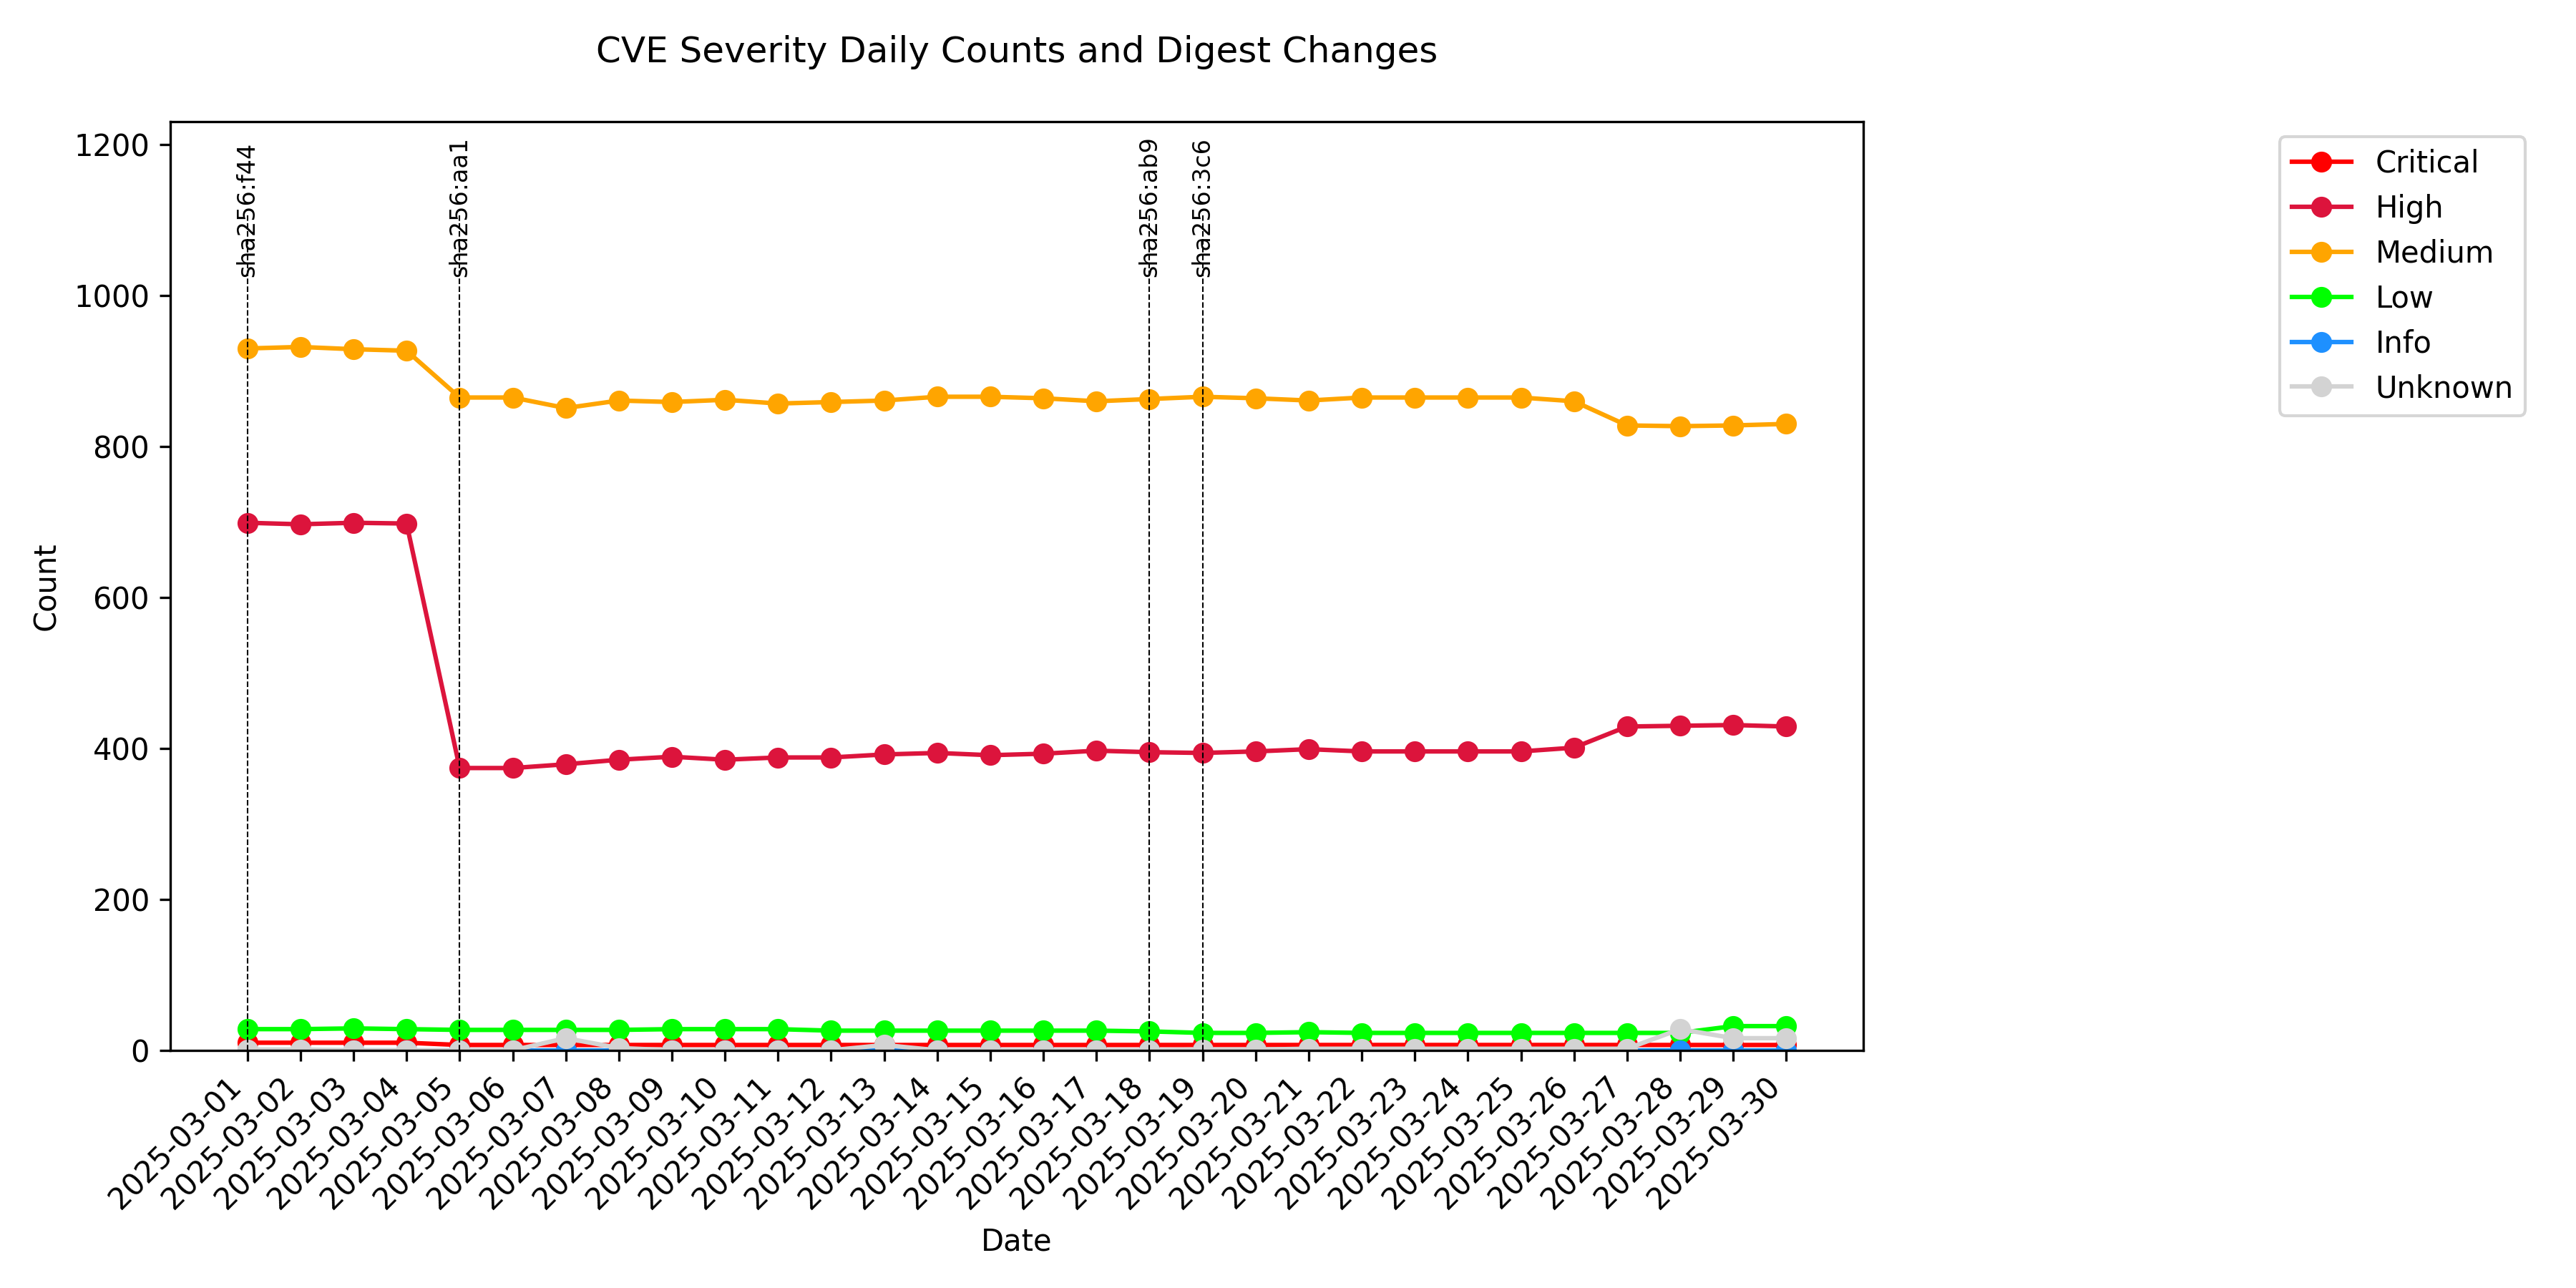 CVE Severity Daily Counts and Digest Changes
1200
1000
800
600
400
200
0
Count
sha256:f44
sha256:aa1
sha256:ab9
sha256:3c6
Critical
High
Medium
Low
Info
Unknown
2025-03-01
2025-03-02
2025-03-03
2025-03-04
2025-03-05
2025-03-06
2025-03-07
2025-03-08
2025-03-09
2025-03-10
2025-03-11
2025-03-12
2025-03-13
2025-03-14
2025-03-15
2025-03-16
2025-03-17
2025-03-18
2025-03-19
2025-03-20
2025-03-21
2025-03-22
2025-03-23
2025-03-24
2025-03-25
2025-03-26
2025-03-27
2025-03-28
2025-03-29
2025-03-30
Date